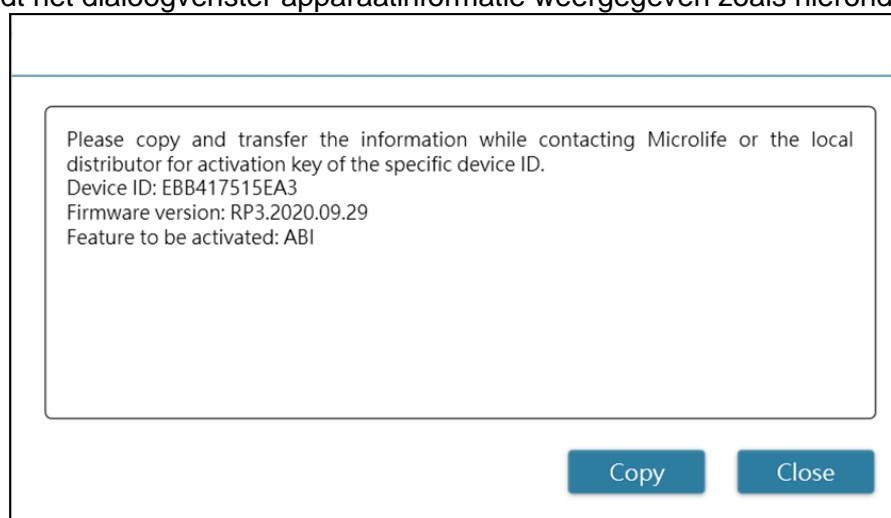 het dialoogvenster apparaatinformatie weergegeven zoals
Please copy and transfer the information while contacting Microlife or the local
distributor for activation key of the specific device ID.
Device ID: EBB417515EA3
Firmware version: RP3.2020.09.29
Feature to be activated: ABI
Copy Close